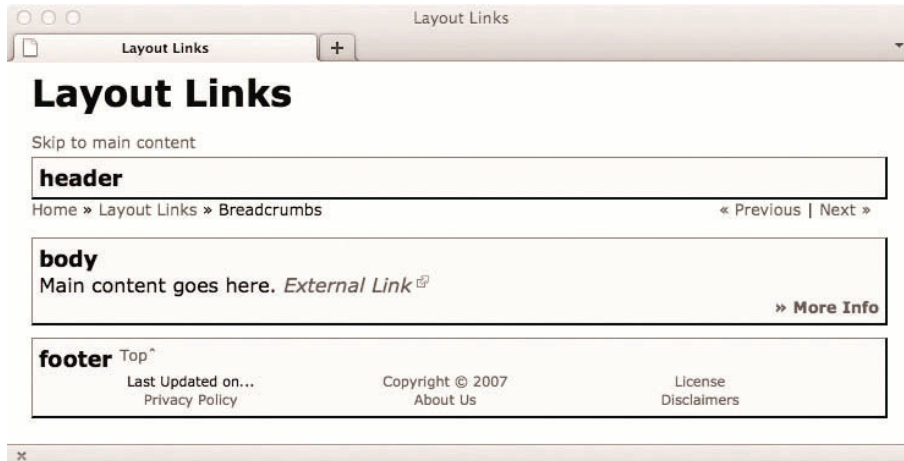 Layout Links
Layout Links +
Layout Links
Skip to main content
header
Home » Layout Links » Breadcrumbs « Previous | Next »
body
Main content goes here. External Link
» More Info
footer Top^
Last Updated on... Copyright © 2007 License
Privacy Policy About Us Disclaimers